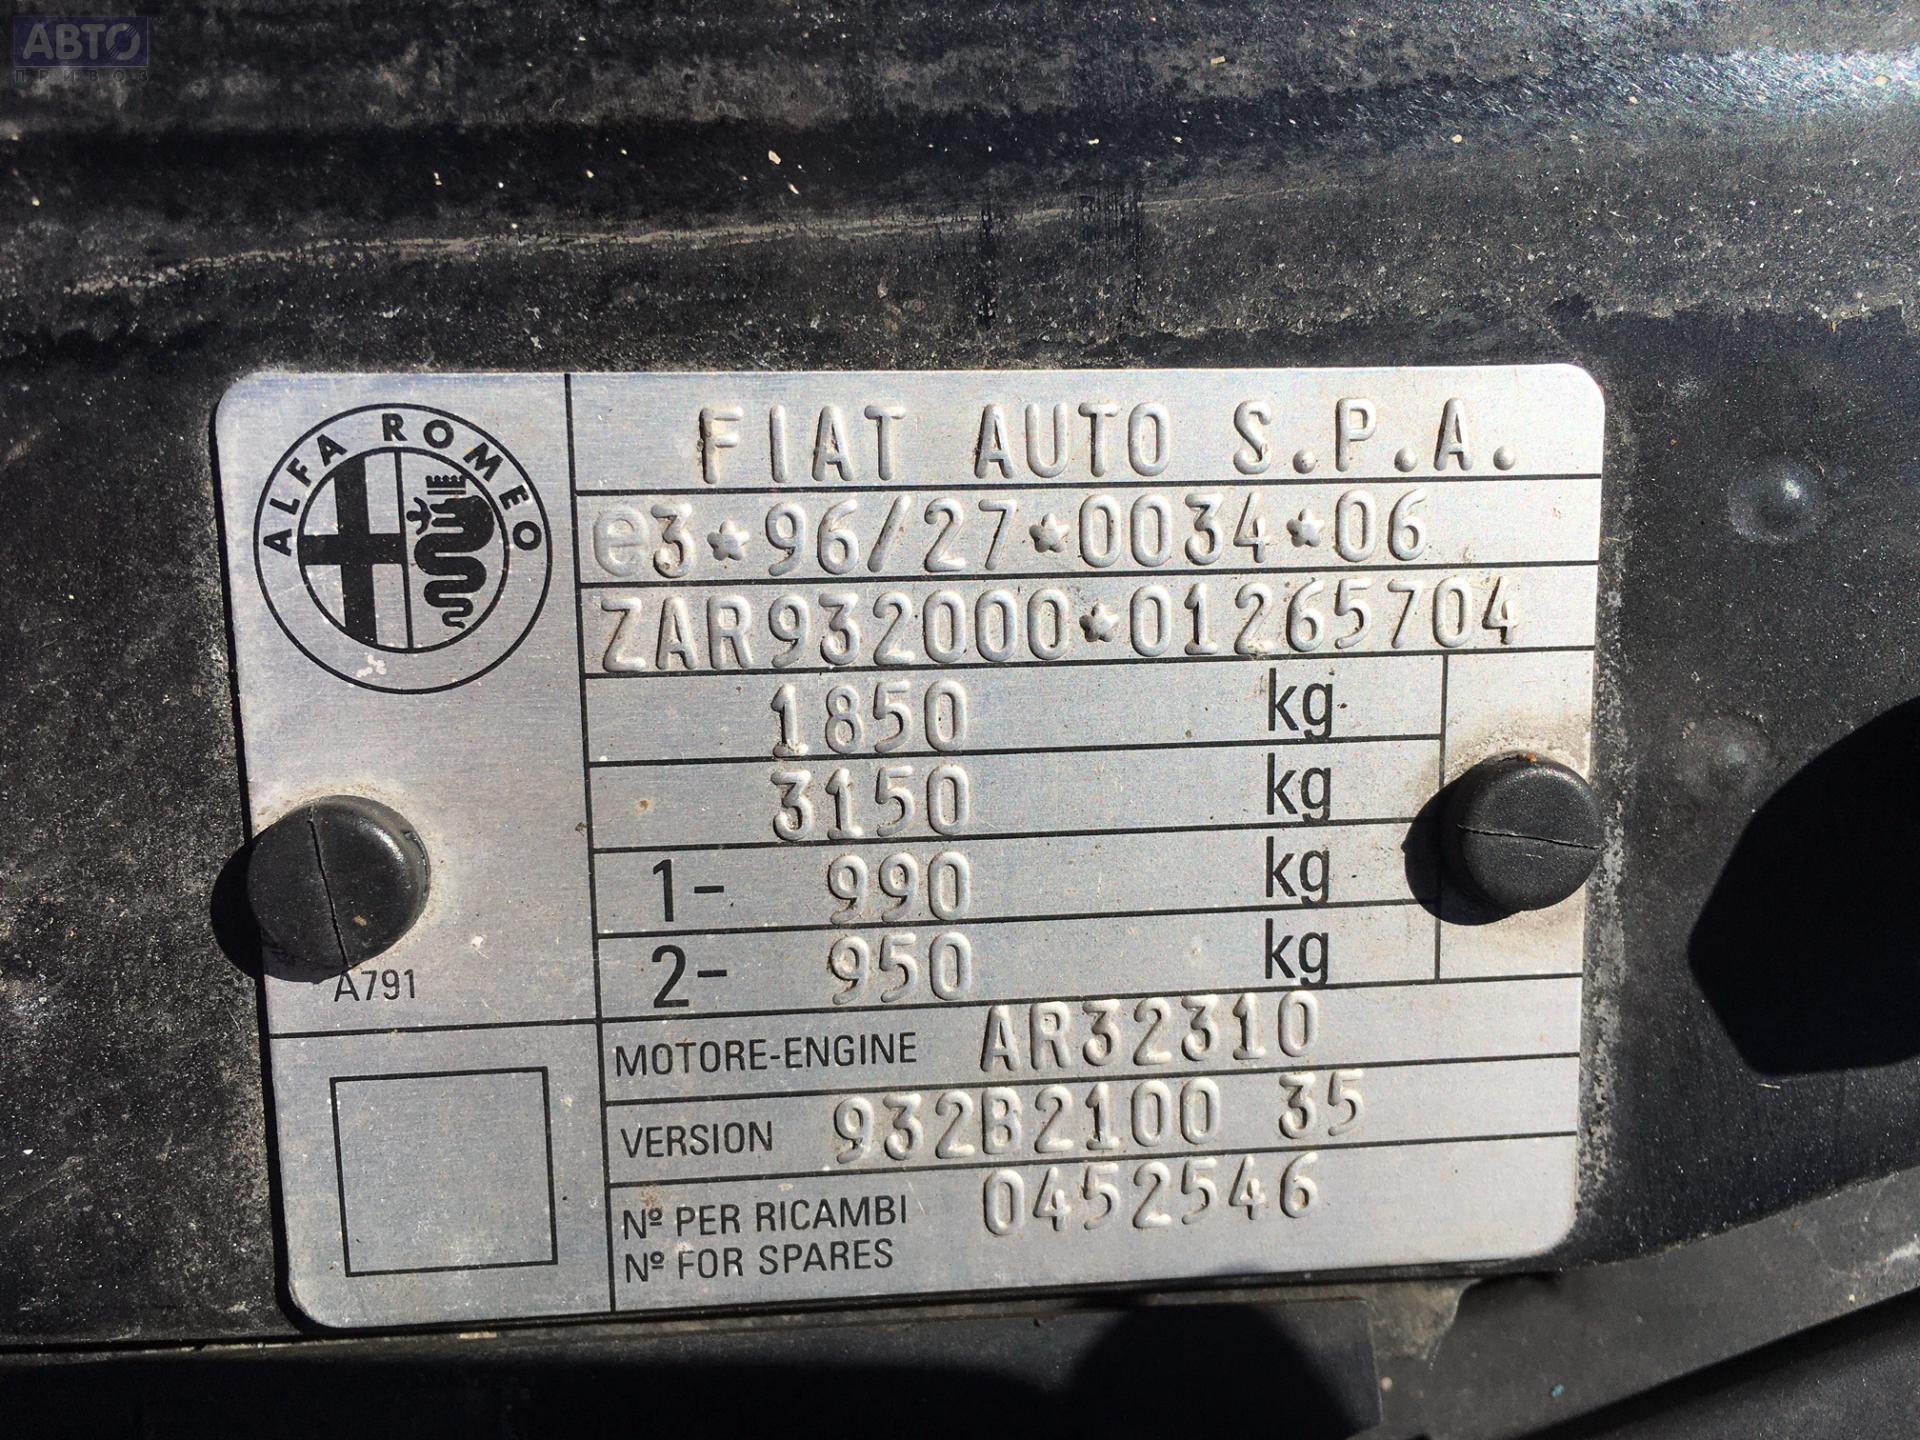 АВТО
ПРИВОЗ
ALFA ROMEO
FIAT AUTO S.P.A.
e3*96/27*0034*06
ZAR932000*01265704
1850 kg
3150 kg
1- 990 kg
2- 950 kg
A791
MOTORE-ENGINE AR32310
VERSION 932B2100 35
Nº PER RICAMBI 0452546
Nº FOR SPARES